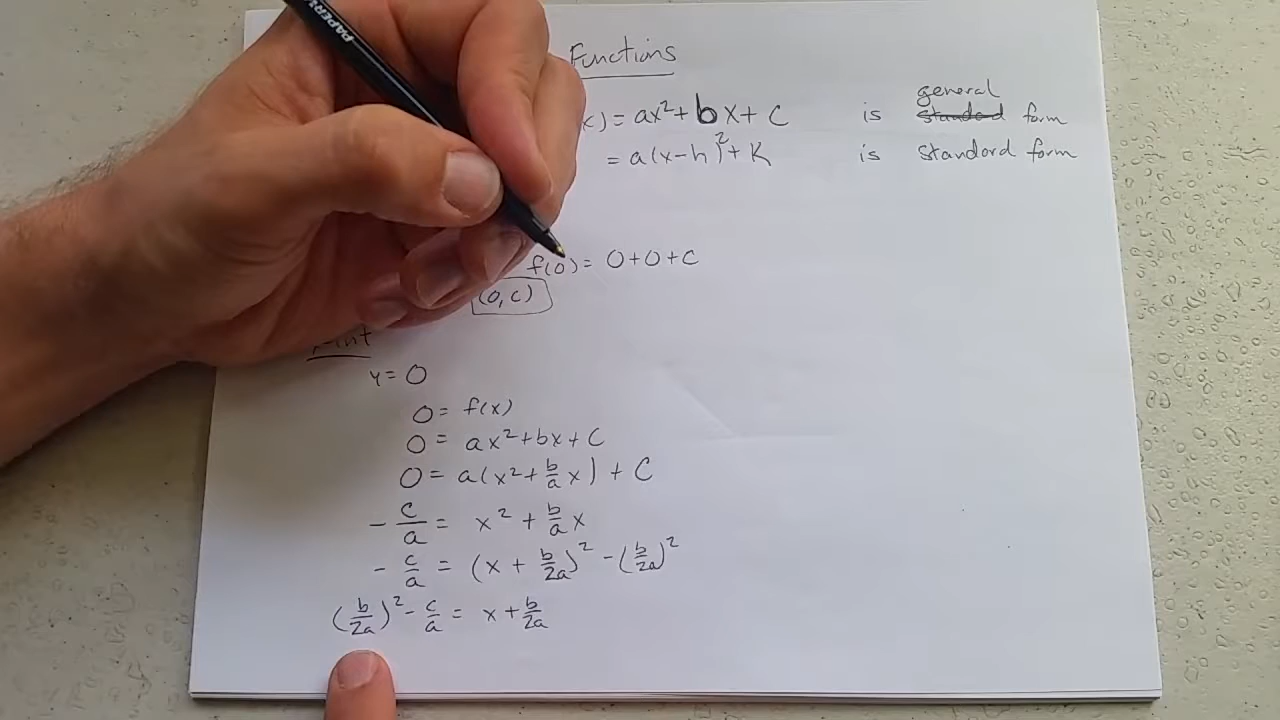 PAPER
Functions
general
x) = ax² + bx + c is standard form
= a(x-h)² + k is standard form
f(0) = 0+0+c
(0, c)
y = 0
0 = f(x)
0 = ax² + bx + c
0 = a(x² + b/a x) + c
- c/a = x² + b/a x
- c/a = (x + b/2a)² - (b/2a)²
(b/2a)² - c/a = x + b/2a